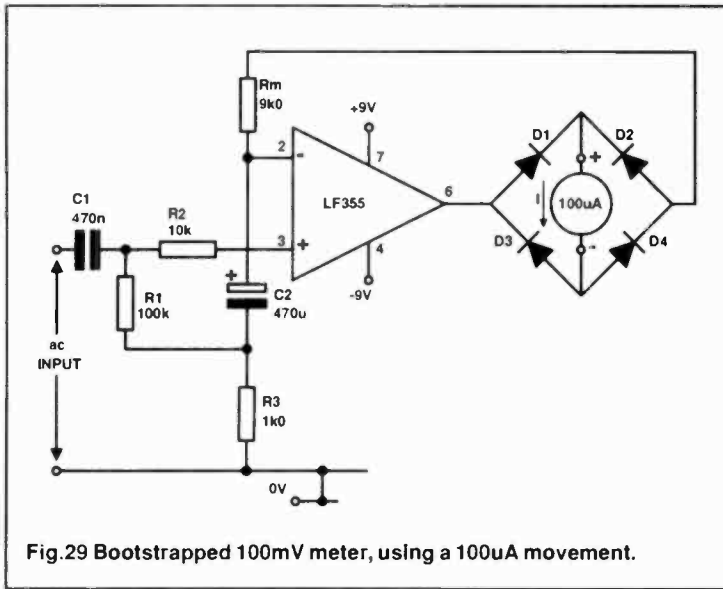 Rm
9k0
+9V
D1
D2
2
-
7
+
C1
470n
LF355
6
100uA
I
R2
10k
3
+
4
-
D3
D4
+
C2
470u
-9V
R1
100k
ac
INPUT
R3
1k0
0V
Fig.29 Bootstrapped 100mV meter, using a 100uA movement.